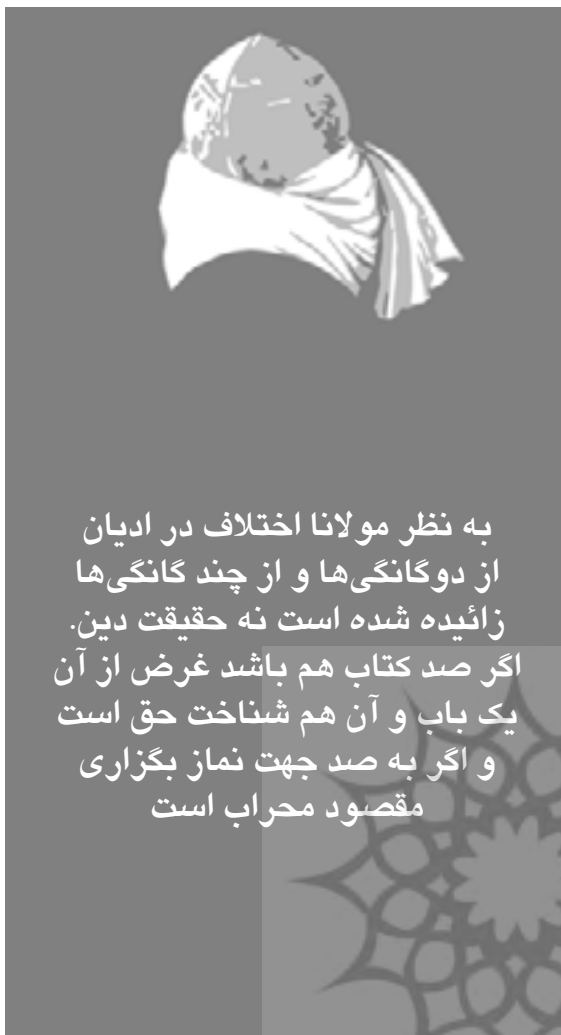 به نظر مولانا اختلاف در ادیان
از دوگانگی‌ها و از چند گانگی‌ها
زائیده شده است نه حقیقت دین.
اگر صد کتاب هم باشد غرض از آن
یک باب و آن هم شناخت حق است
و اگر به صد جهت نماز بگزاری
مقصود محراب است